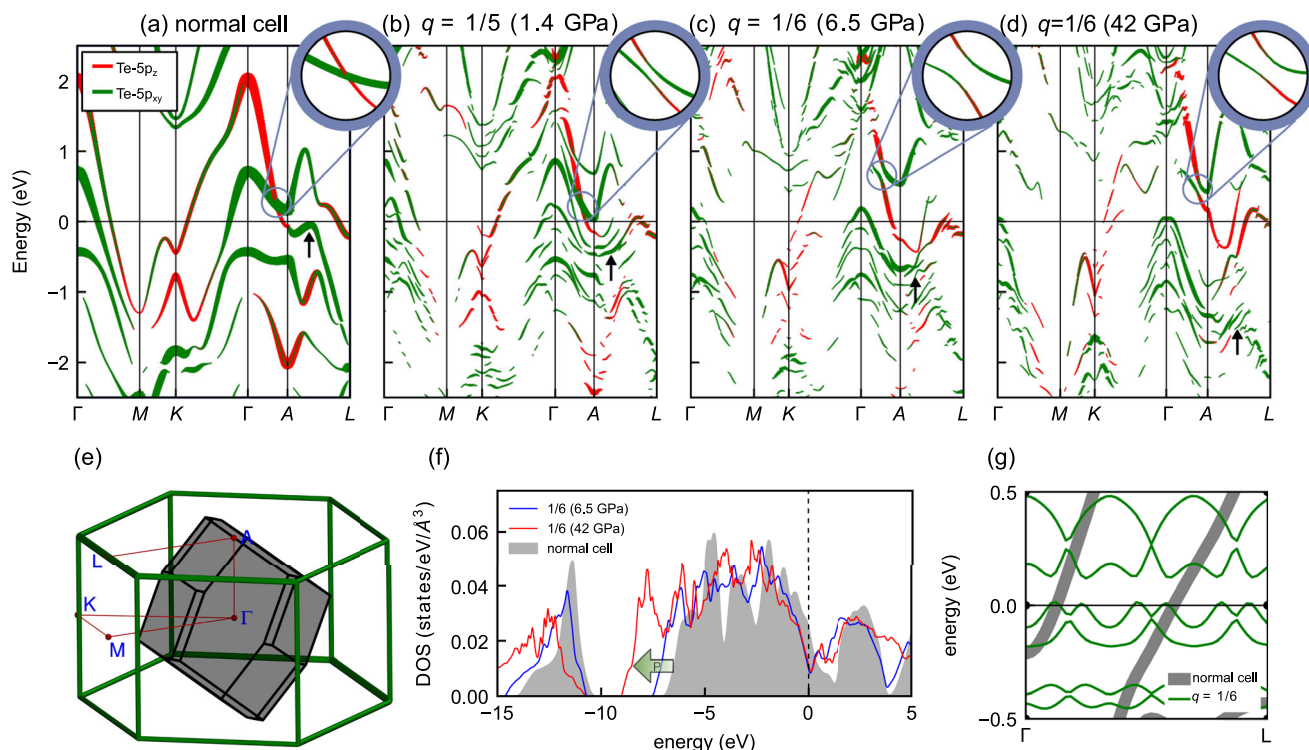 (a) normal cell
(b) q = 1/5 (1.4 GPa)
(c) q = 1/6 (6.5 GPa)
(d) q=1/6 (42 GPa)
Te-5pz
Te-5pxy
Energy (eV)
2
1
0
−1
−2
Γ M K Γ A L
Γ M K Γ A L
Γ M K Γ A L
Γ M K Γ A L
(e)
A
L
K
Γ
M
(f)
1/6 (6,5 GPa)
1/6 (42 GPa)
normal cell
DOS (states/eV/Å³)
0.06
0.04
0.02
0.00
P
−15 −10 −5 0 5
energy (eV)
(g)
energy (eV)
0.5
0.0
−0.5
normal cell
q = 1/6
Γ L